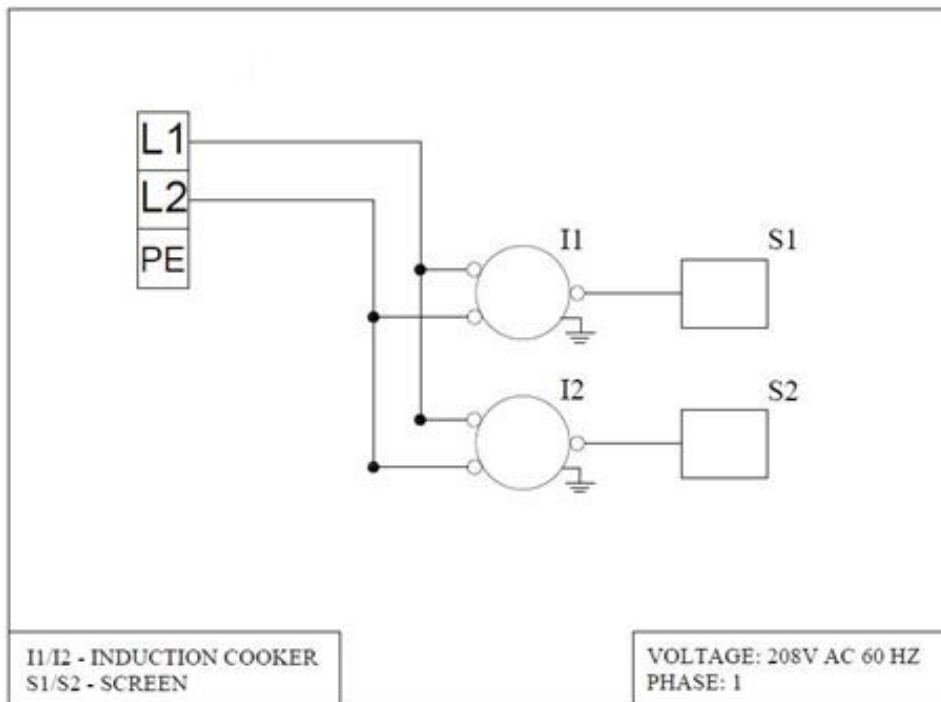 L1
L2
PE
I1
S1
I2
S2
I1/I2 - INDUCTION COOKER
S1/S2 - SCREEN
VOLTAGE: 208V AC 60 HZ
PHASE: 1